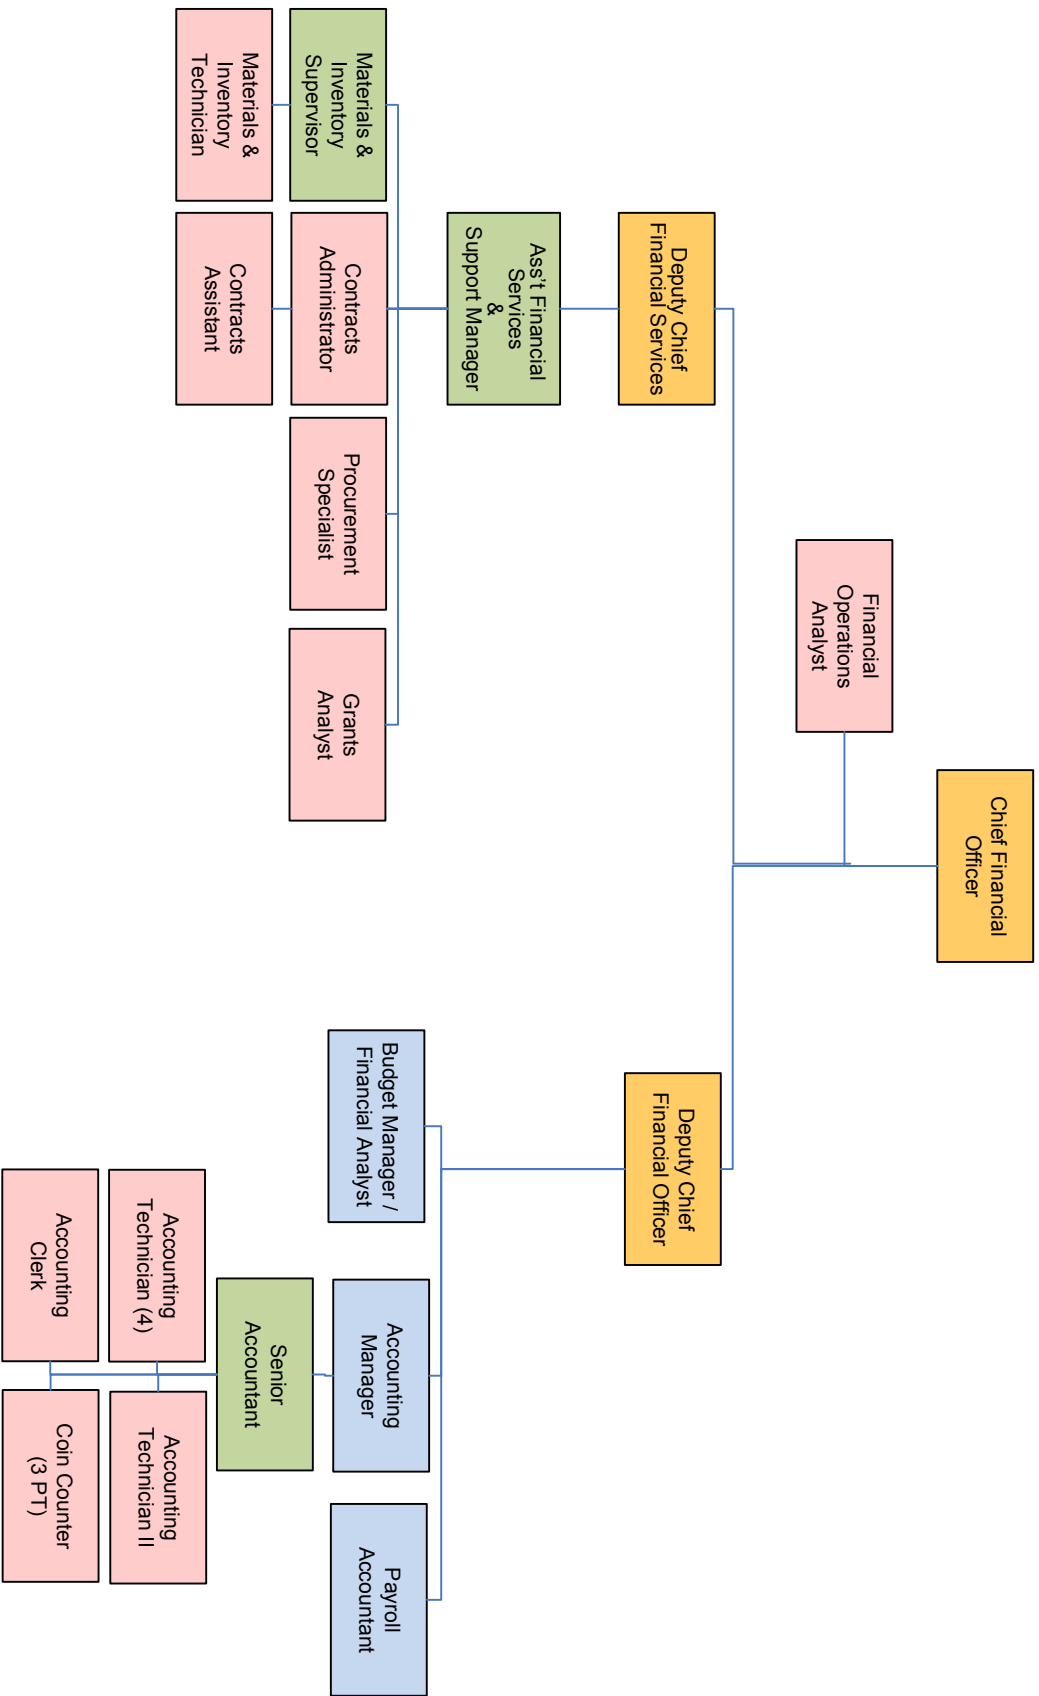 Chief Financial
Officer
Financial
Operations
Analyst
Deputy Chief
Financial Services
Deputy Chief
Financial Officer
Ass't Financial
Services
&
Support Manager
Materials &
Inventory
Supervisor
Contracts
Administrator
Procurement
Specialist
Grants
Analyst
Materials &
Inventory
Technician
Contracts
Assistant
Budget Manager /
Financial Analyst
Accounting
Manager
Payroll
Accountant
Senior
Accountant
Accounting
Technician (4)
Accounting
Technician II
Accounting
Clerk
Coin Counter
(3 PT)